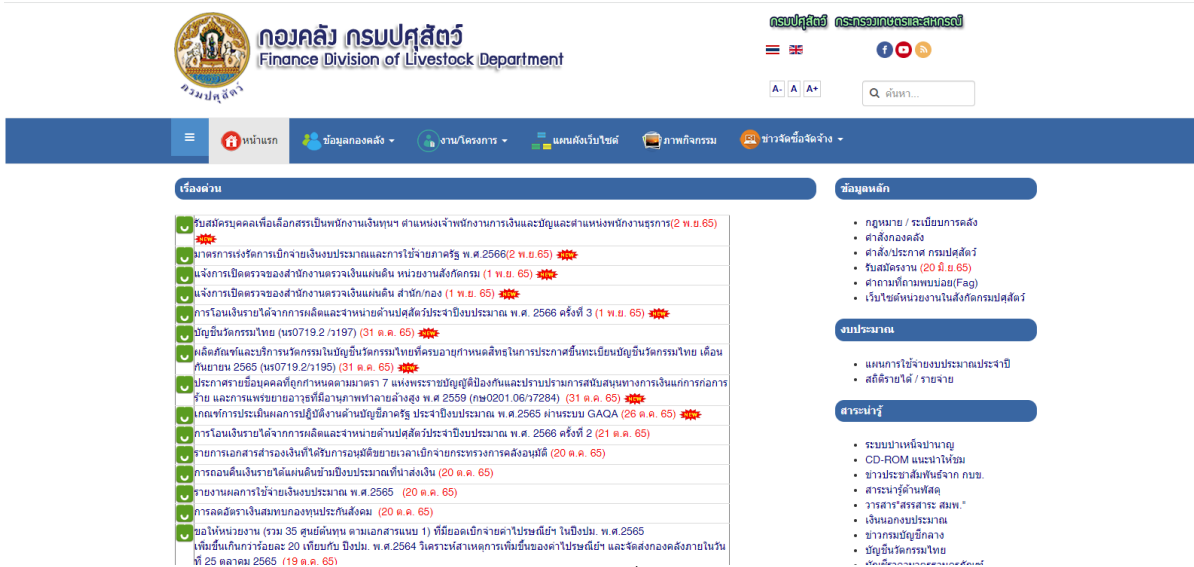 กองคลัง กรมปศุสัตว์
Finance Division of Livestock Department
กรมปศุสัตว์
กรมปศุสัตว์ กระทรวงเกษตรและสหกรณ์
A- A A+
ค้นหา...
หน้าแรก ข้อมูลกองคลัง งาน/โครงการ แผนผังเว็บไซต์ ภาพกิจกรรม ข่าวจัดซื้อจัดจ้าง
เรื่องด่วน
รับสมัครบุคคลเพื่อเลือกสรรเป็นพนักงานเงินทุนฯ ตำแหน่งเจ้าพนักงานการเงินและบัญและตำแหน่งพนักงานธุรการ(2 พ.ย.65)
NEW
มาตรการเร่งรัดการเบิกจ่ายเงินงบประมาณและการใช้จ่ายภาครัฐ พ.ศ.2566(2 พ.ย.65) NEW
แจ้งการเปิดตรวจของสำนักงานตรวจเงินแผ่นดิน หน่วยงานสังกัดกรม (1 พ.ย. 65) NEW
แจ้งการเปิดตรวจของสำนักงานตรวจเงินแผ่นดิน สำนัก/กอง (1 พ.ย. 65) NEW
การโอนเงินรายได้จากการผลิตและจำหน่ายด้านปศุสัตว์ประจำปีงบประมาณ พ.ศ. 2566 ครั้งที่ 3 (1 พ.ย. 65) NEW
บัญชีนวัตกรรมไทย (นร0719.2 /ว197) (31 ต.ค. 65) NEW
ผลิตภัณฑ์และบริการนวัตกรรมในบัญชีนวัตกรรมไทยที่ครบอายุกำหนดสิทธฺในการประกาศขึ้นทะเบียนบัญชีนวัตกรรมไทย เดือน
กันยายน 2565 (นร0719.2/ว195) (31 ต.ค. 65) NEW
ประกาศรายชื่อบุคคลที่ถูกกำหนดตามมาตรา 7 แห่งพระราชบัญญัติป้องกันและปราบปรามการสนับสนุนทางการเงินแก่การก่อการ
ร้าย และการแพร่ขยายอาวุธที่มีอานุภาพทำลายล้างสูง พ.ศ 2559 (กษ0201.06/ว7284) (31 ต.ค. 65) NEW
เกณฑ์การประเมินผลการปฏิบัติงานด้านบัญชีภาครัฐ ประจำปีงบประมาณ พ.ศ.2565 ผ่านระบบ GAQA (26 ต.ค. 65) NEW
การโอนเงินรายได้จากการผลิตและจำหน่ายด้านปศุสัตว์ประจำปีงบประมาณ พ.ศ. 2566 ครั้งที่ 2 (21 ต.ค. 65)
รายการเอกสารสำรองเงินที่ได้รับการอนุมัติขยายเวลาเบิกจ่ายกระทรวงการคลังอนุมัติ (20 ต.ค. 65)
การถอนคืนเงินรายได้แผ่นดินข้ามปีงบประมาณที่นำส่งเงิน (20 ต.ค. 65)
รายงานผลการใช้จ่ายเงินงบประมาณ พ.ศ.2565 (20 ต.ค. 65)
การลดอัตราเงินสมทบกองทุนประกันสังคม (20 ต.ค. 65)
ขอให้หน่วยงาน (รวม 35 ศูนย์ต้นทุน ตามเอกสารแนบ 1) ที่มียอดเบิกจ่ายค่าไปรษณีย์ฯ ในปีงปม. พ.ศ.2565
เพิ่มขึ้นเกินกว่าร้อยละ 20 เทียบกับ ปีงปม. พ.ศ.2564 วิเคราะห์สาเหตุการเพิ่มขึ้นของค่าไปรษณีย์ฯ และจัดส่งกองคลังภายในวัน
ที่ 25 ตุลาคม 2565 (19 ต.ค. 65)
ข้อมูลหลัก
กฎหมาย / ระเบียบการคลัง
คำสั่งกองคลัง
คำสั่ง/ประกาศ กรมปศุสัตว์
รับสมัครงาน (20 มิ.ย.65)
คำถามที่ถามพบบ่อย(Fag)
เว็บไซต์หน่วยงานในสังกัดกรมปศุสัตว์
งบประมาณ
แผนการใช้จ่ายงบประมาณประจำปี
สถิติรายได้ / รายจ่าย
สาระน่ารู้
ระบบบำเหน็จบำนาญ
CD-ROM แนะนำให้ชม
ข่าวประชาสัมพันธ์จาก กบข.
สาระน่ารู้ด้านพัสดุ
วารสาร"สรรสาระ สมพ."
เงินนอกงบประมาณ
ข่าวกรมบัญชีกลาง
บัญชีนวัตกรรมไทย